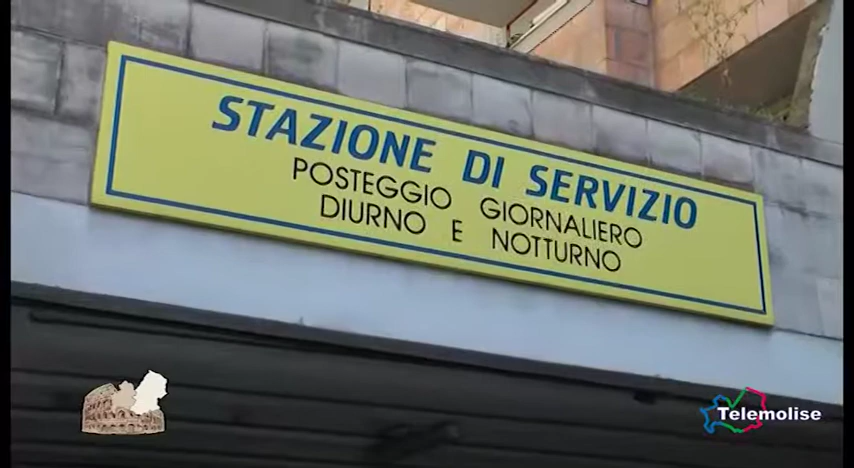 STAZIONE DI SERVIZIO
POSTEGGIO GIORNALIERO
DIURNO E NOTTURNO
Telemolise